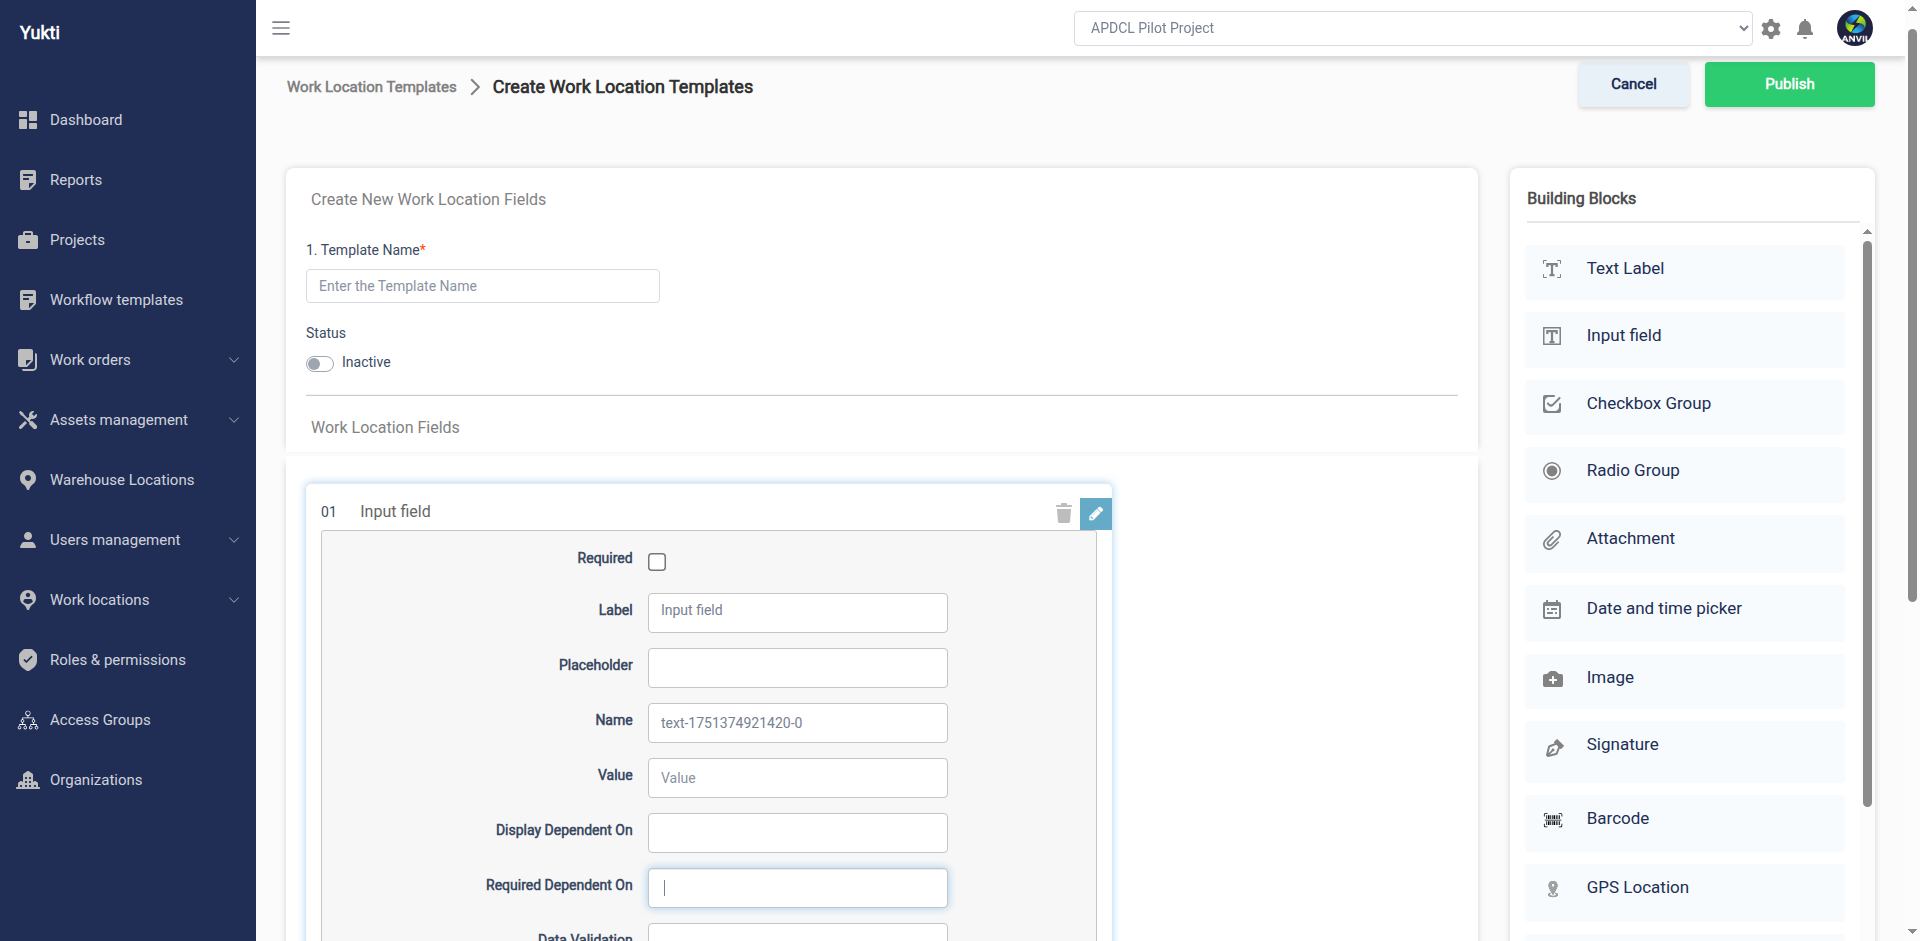 Yukti
APDCL Pilot Project
ANVIL
Dashboard
Reports
Projects
Workflow templates
Work orders
Assets management
Warehouse Locations
Users management
Work locations
Roles & permissions
Access Groups
Organizations
Work Location Templates
Create Work Location Templates
Cancel
Publish
Create New Work Location Fields
1. Template Name*
Enter the Template Name
Status
Inactive
Work Location Fields
01 Input field
Required
Label Input field
Placeholder
Name text-1751374921420-0
Value Value
Display Dependent On
Required Dependent On
Data Validation
Building Blocks
Text Label
Input field
Checkbox Group
Radio Group
Attachment
Date and time picker
Image
Signature
Barcode
GPS Location